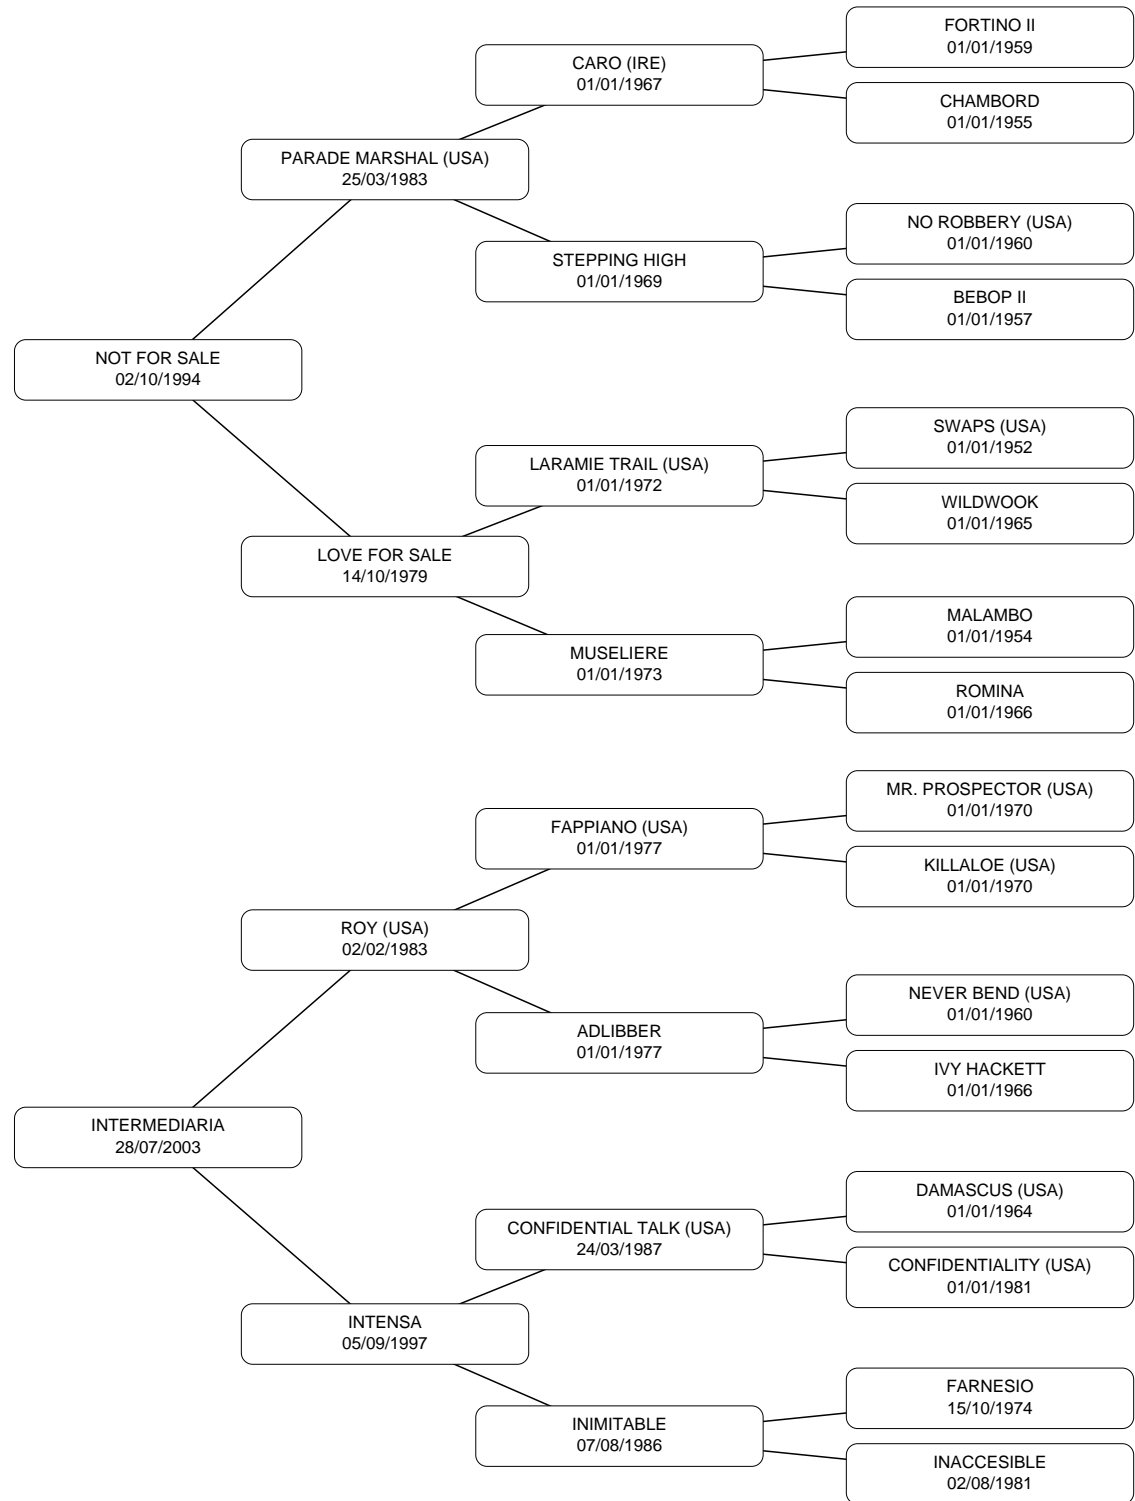 FORTINO II
01/01/1959
CARO (IRE)
01/01/1967
CHAMBORD
01/01/1955
PARADE MARSHAL (USA)
25/03/1983
NO ROBBERY (USA)
01/01/1960
STEPPING HIGH
01/01/1969
BEBOP II
01/01/1957
NOT FOR SALE
02/10/1994
SWAPS (USA)
01/01/1952
LARAMIE TRAIL (USA)
01/01/1972
WILDWOOK
01/01/1965
LOVE FOR SALE
14/10/1979
MALAMBO
01/01/1954
MUSELIERE
01/01/1973
ROMINA
01/01/1966
MR. PROSPECTOR (USA)
01/01/1970
FAPPIANO (USA)
01/01/1977
KILLALOE (USA)
01/01/1970
ROY (USA)
02/02/1983
NEVER BEND (USA)
01/01/1960
ADLIBBER
01/01/1977
IVY HACKETT
01/01/1966
INTERMEDIARIA
28/07/2003
DAMASCUS (USA)
01/01/1964
CONFIDENTIAL TALK (USA)
24/03/1987
CONFIDENTIALITY (USA)
01/01/1981
INTENSA
05/09/1997
FARNESIO
15/10/1974
INIMITABLE
07/08/1986
INACCESIBLE
02/08/1981